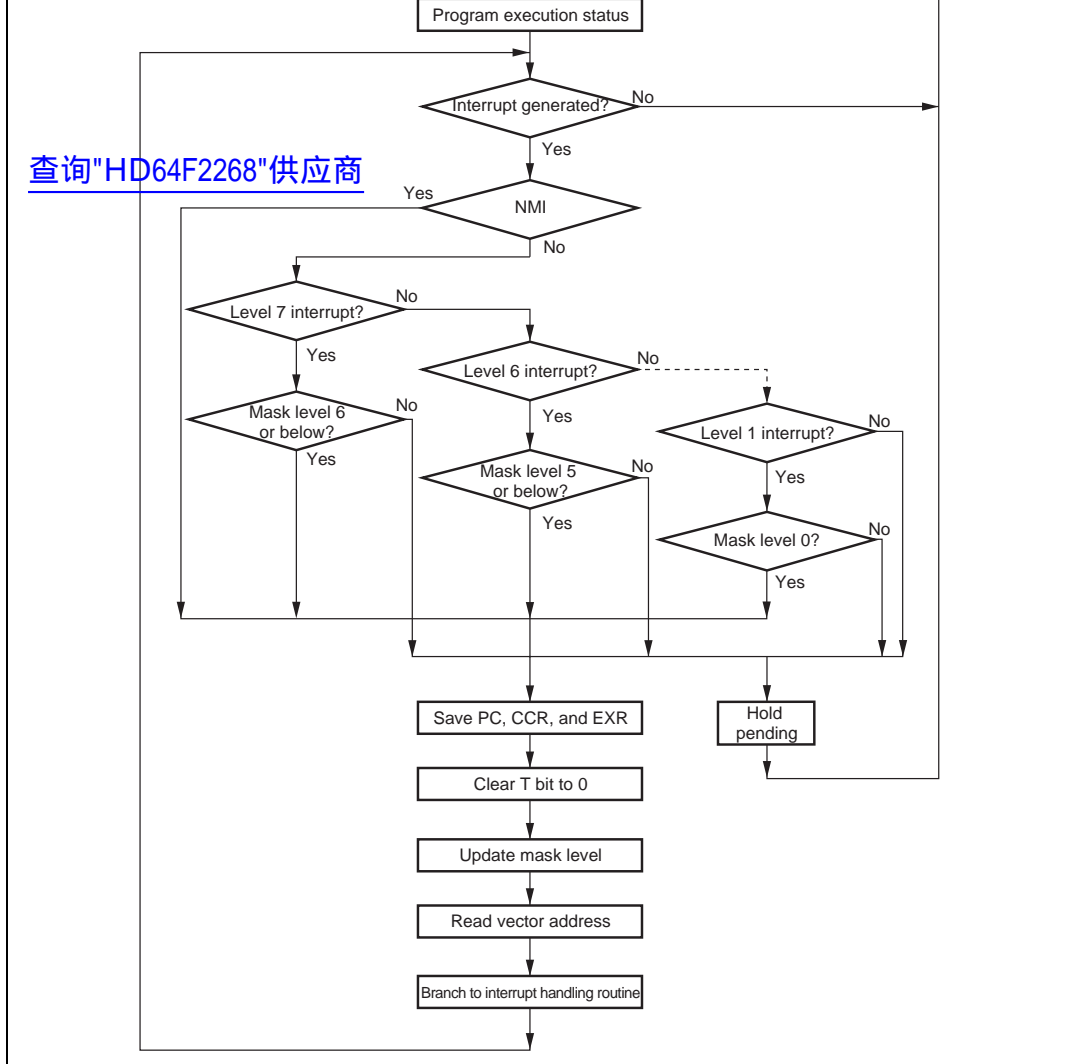 Program execution status
Interrupt generated?
No
Yes
查询"HD64F2268"供应商
Yes
NMI
No
Level 7 interrupt?
No
Yes
Level 6 interrupt?
No
Yes
Mask level 6
or below?
No
Yes
Level 1 interrupt?
No
Yes
Mask level 5
or below?
No
Yes
Mask level 0?
No
Yes
Save PC, CCR, and EXR
Hold
pending
Clear T bit to 0
Update mask level
Read vector address
Branch to interrupt handling routine